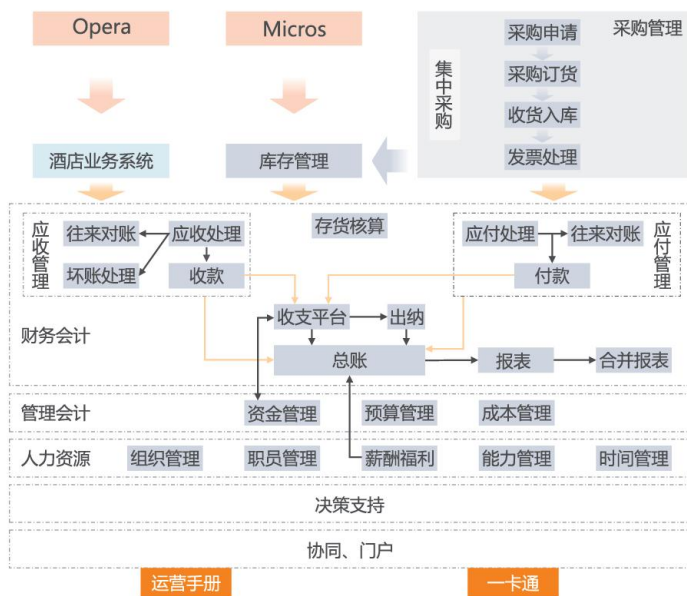 Opera
Micros
采购管理
集中采购
采购申请
采购订货
收货入库
发票处理
酒店业务系统
库存管理
财务会计
应收管理
往来对账
应收处理
坏账处理
收款
存货核算
应付处理
往来对账
付款
应付管理
收支平台
出纳
总账
报表
合并报表
管理会计
资金管理
预算管理
成本管理
人力资源
组织管理
职员管理
薪酬福利
能力管理
时间管理
决策支持
协同、门户
运营手册
一卡通